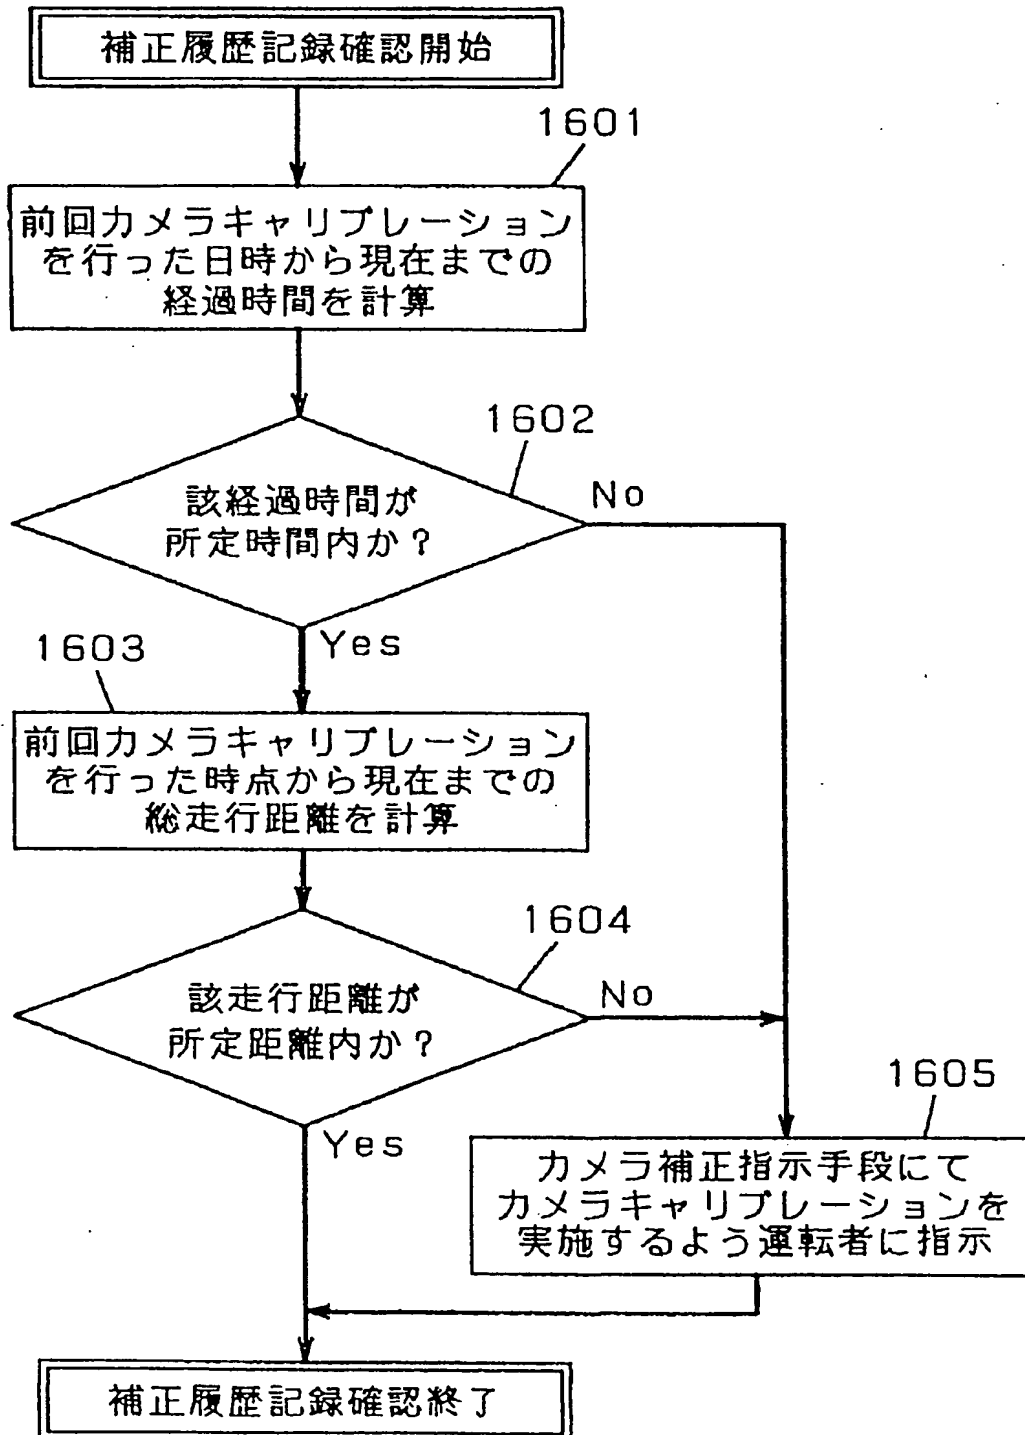 補正履歴記録確認開始
1601
前回カメラキャリブレーション
を行った日時から現在までの
経過時間を計算
1602
該経過時間が
所定時間内か？
No
Yes
1603
前回カメラキャリブレーション
を行った時点から現在までの
総走行距離を計算
1604
該走行距離が
所定距離内か？
No
Yes
1605
カメラ補正指示手段にて
カメラキャリブレーションを
実施するよう運転者に指示
補正履歴記録確認終了